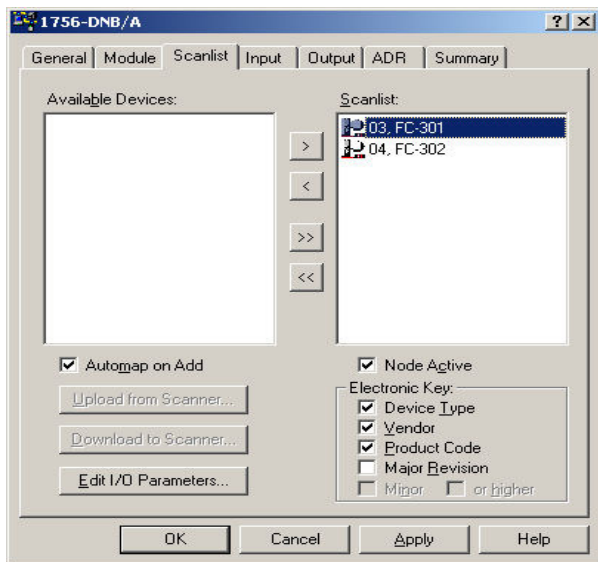 1756-DNB/A
General Module Scanlist Input Output ADR Summary
Available Devices:
Scanlist:
03, FC-301
04, FC-302
>
<
>>
<<
Automap on Add
Node Active
Upload from Scanner...
Download to Scanner...
Edit I/O Parameters...
Electronic Key:
Device Type
Vendor
Product Code
Major Revision
Minor or higher
OK Cancel Apply Help